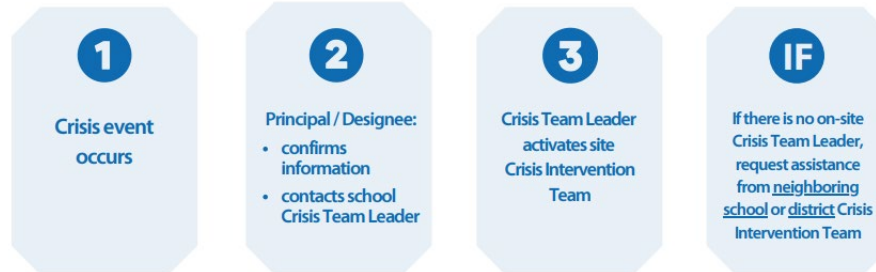 1
Crisis event
occurs
2
Principal / Designee:
• confirms
information
• contacts school
Crisis Team Leader
3
Crisis Team Leader
activates site
Crisis Intervention
Team
IF
If there is no on-site
Crisis Team Leader,
request assistance
from neighboring
school or district Crisis
Intervention Team